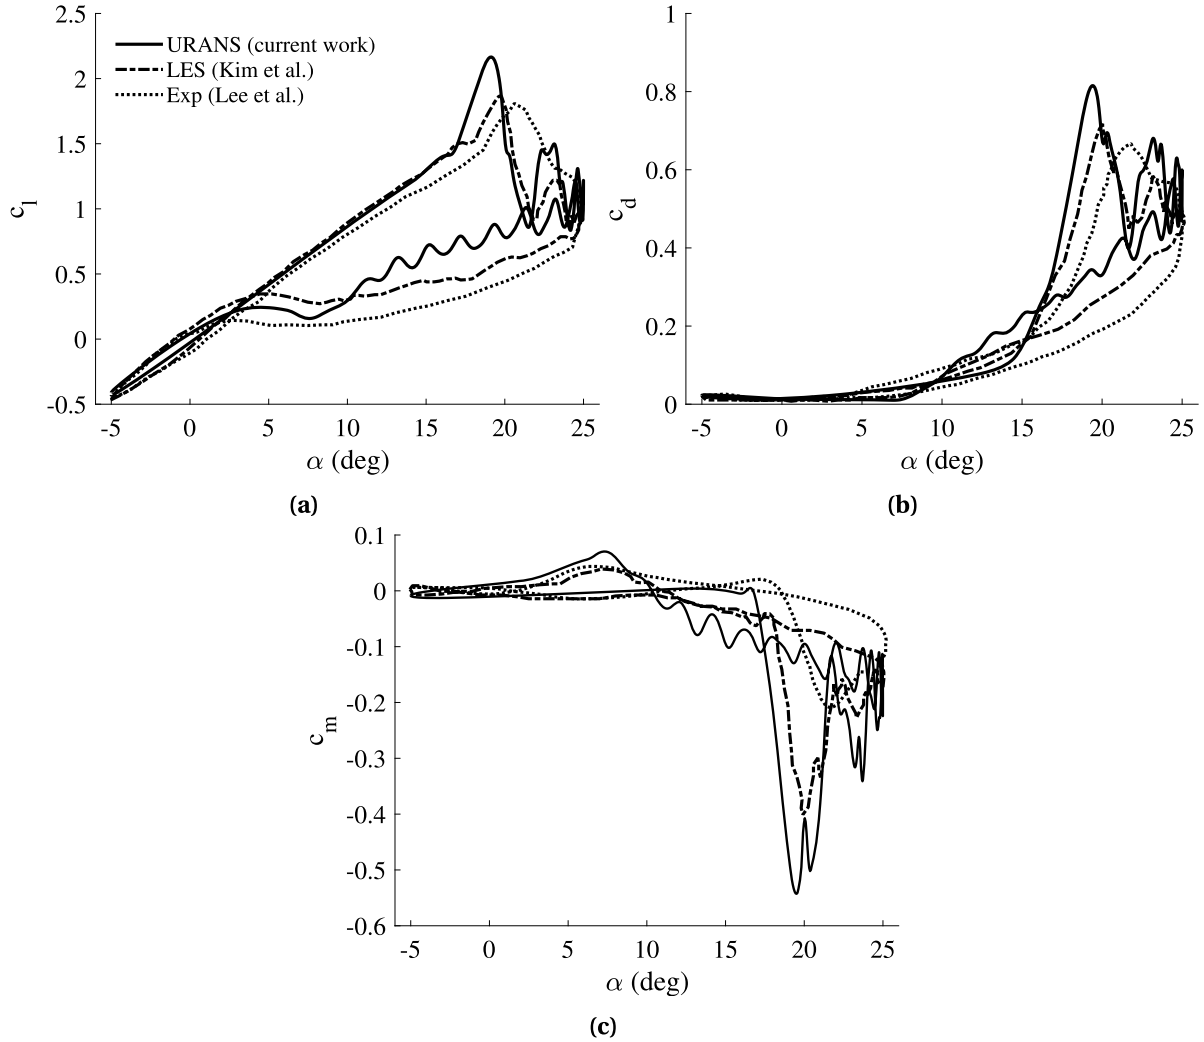 2.5
2
1.5
1
0.5
0
-0.5
c_l
URANS (current work)
LES (Kim et al.)
Exp (Lee et al.)
-5 0 5 10 15 20 25
α (deg)
(a)
1
0.8
0.6
0.4
0.2
0
c_d
-5 0 5 10 15 20 25
α (deg)
(b)
0.1
0
-0.1
-0.2
-0.3
-0.4
-0.5
-0.6
c_m
-5 0 5 10 15 20 25
α (deg)
(c)